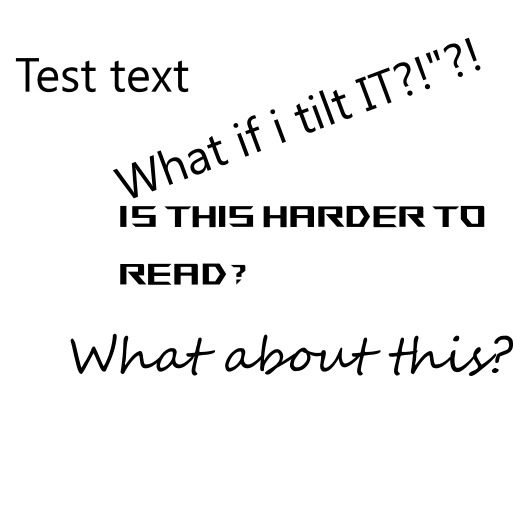 Test text
What if i tilt IT?!"?!
IS THIS HARDER TO
READ?
What about this?